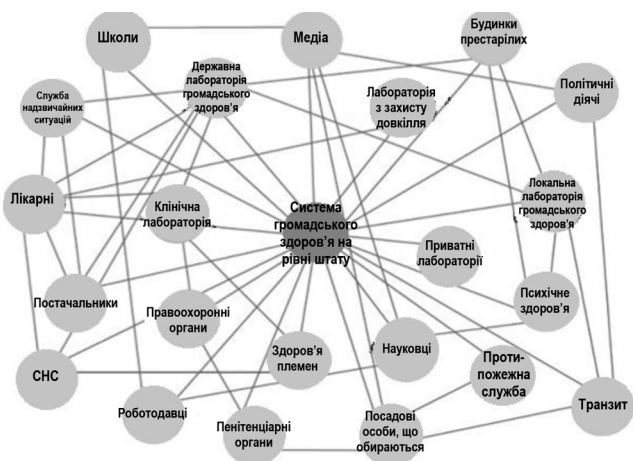 Школи
Медіа
Будинки
престарілих
Державна
лабораторія
громадського
здоров'я
Служба
надзвичайних
ситуацій
Лабораторія
з захисту
довкілля
Політичні
діячі
Лікарні
Клінічна
лабораторія
Система
громадського
здоров'я на
рівні штату
Локальна
лабораторія
громадського
здоров'я
Приватні
лабораторії
Постачальники
Правоохоронні
органи
Психічне
здоров'я
СНС
Здоров'я
племен
Науковці
Проти-
пожежна
служба
Роботодавці
Пенітенціарні
органи
Посадові
особи, що
обираються
Транзит